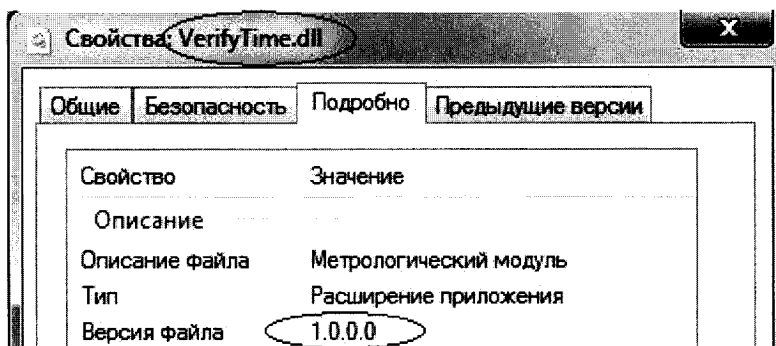 Свойства: VerifyTime.dll
x
Общие Безопасность Подробно Предыдущие версии
Свойство Значение
Описание
Описание файла Метрологический модуль
Тип Расширение приложения
Версия файла 1.0.0.0